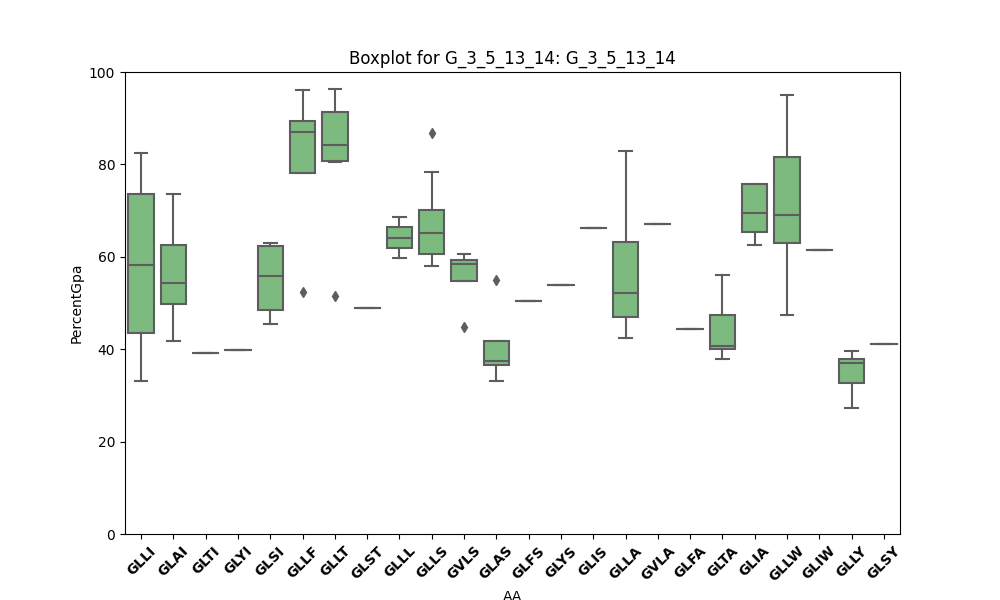 Boxplot for G_3_5_13_14: G_3_5_13_14
PercentGpa
100
80
60
40
20
0
GLLI GLAI GLTI GLYI GLSI GLLF GLLT GLST GLLL GLLS GVLS GLAS GLFS GLYS GLIS GLLA GVLA GLFA GLTA GLIA GLLW GLIW GLLY GLSY
AA